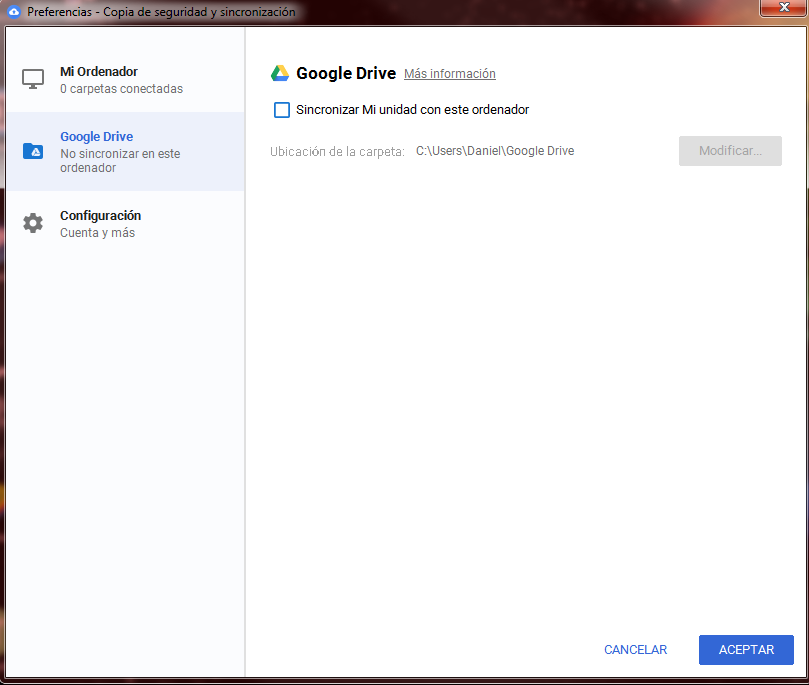 Preferencias - Copia de seguridad y sincronización
Mi Ordenador
0 carpetas conectadas
Google Drive
No sincronizar en este
ordenador
Configuración
Cuenta y más
Google Drive Más información
Sincronizar Mi unidad con este ordenador
Ubicación de la carpeta: C:\Users\Daniel\Google Drive Modificar...
CANCELAR ACEPTAR